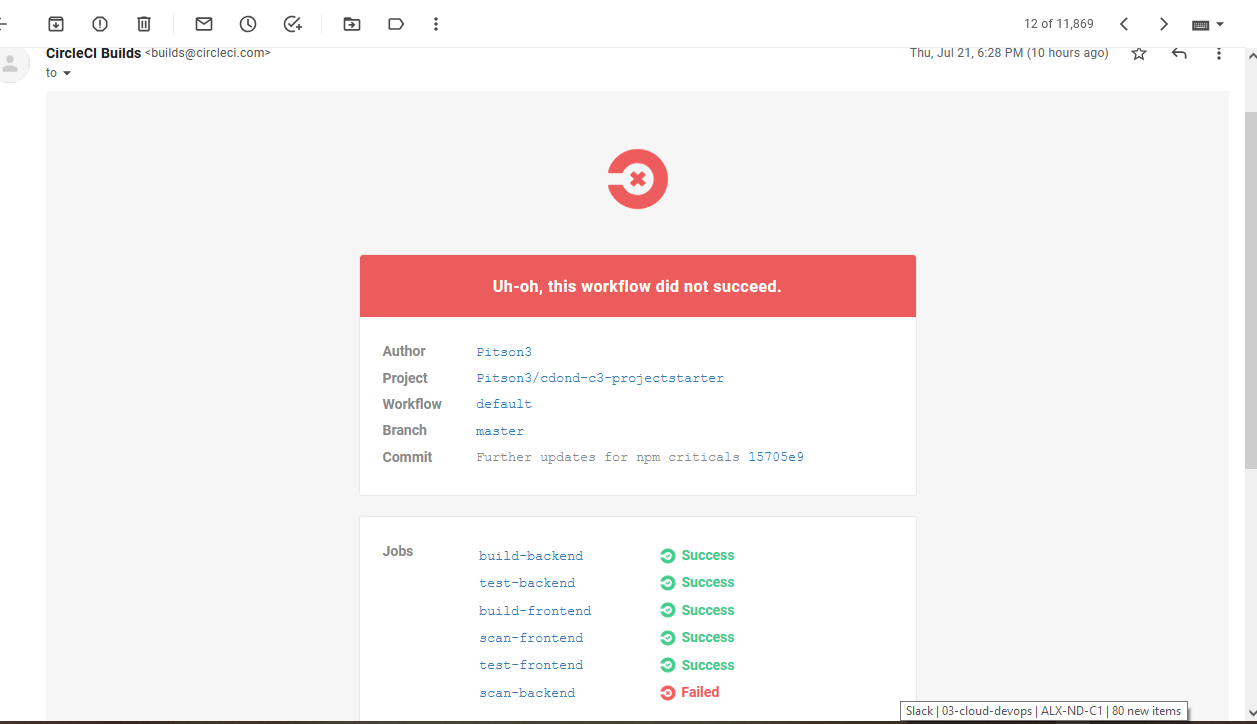 12 of 11,869
CircleCI Builds <builds@circleci.com>
Thu, Jul 21, 6:28 PM (10 hours ago)
to
Uh-oh, this workflow did not succeed.
Author Pitson3
Project Pitson3/cdond-c3-projectstarter
Workflow default
Branch master
Commit Further updates for npm criticals 15705e9
Jobs
build-backend Success
test-backend Success
build-frontend Success
scan-frontend Success
test-frontend Success
scan-backend Failed
Slack | 03-cloud-devops | ALX-ND-C1 | 80 new items